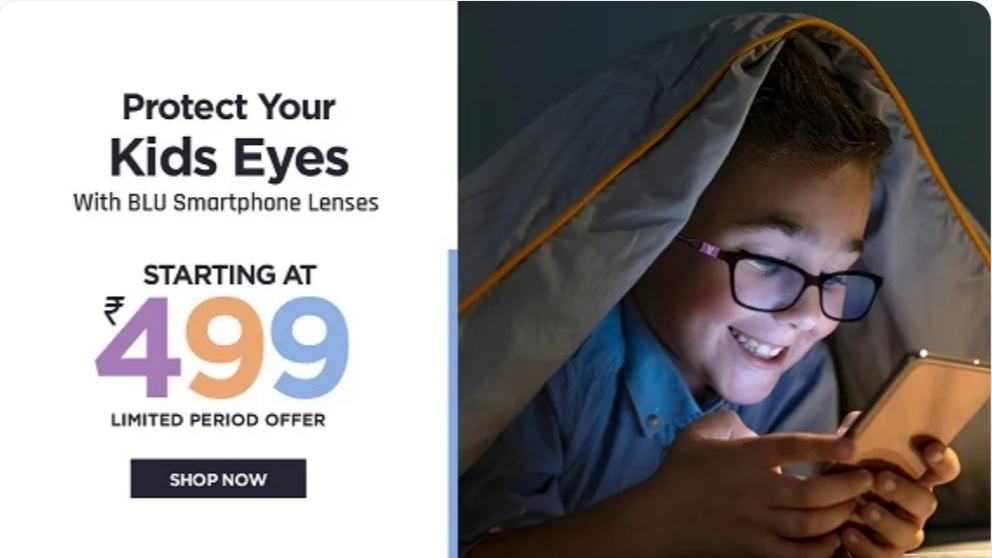 Protect Your
Kids Eyes
With BLU Smartphone Lenses
STARTING AT
₹499
LIMITED PERIOD OFFER
SHOP NOW